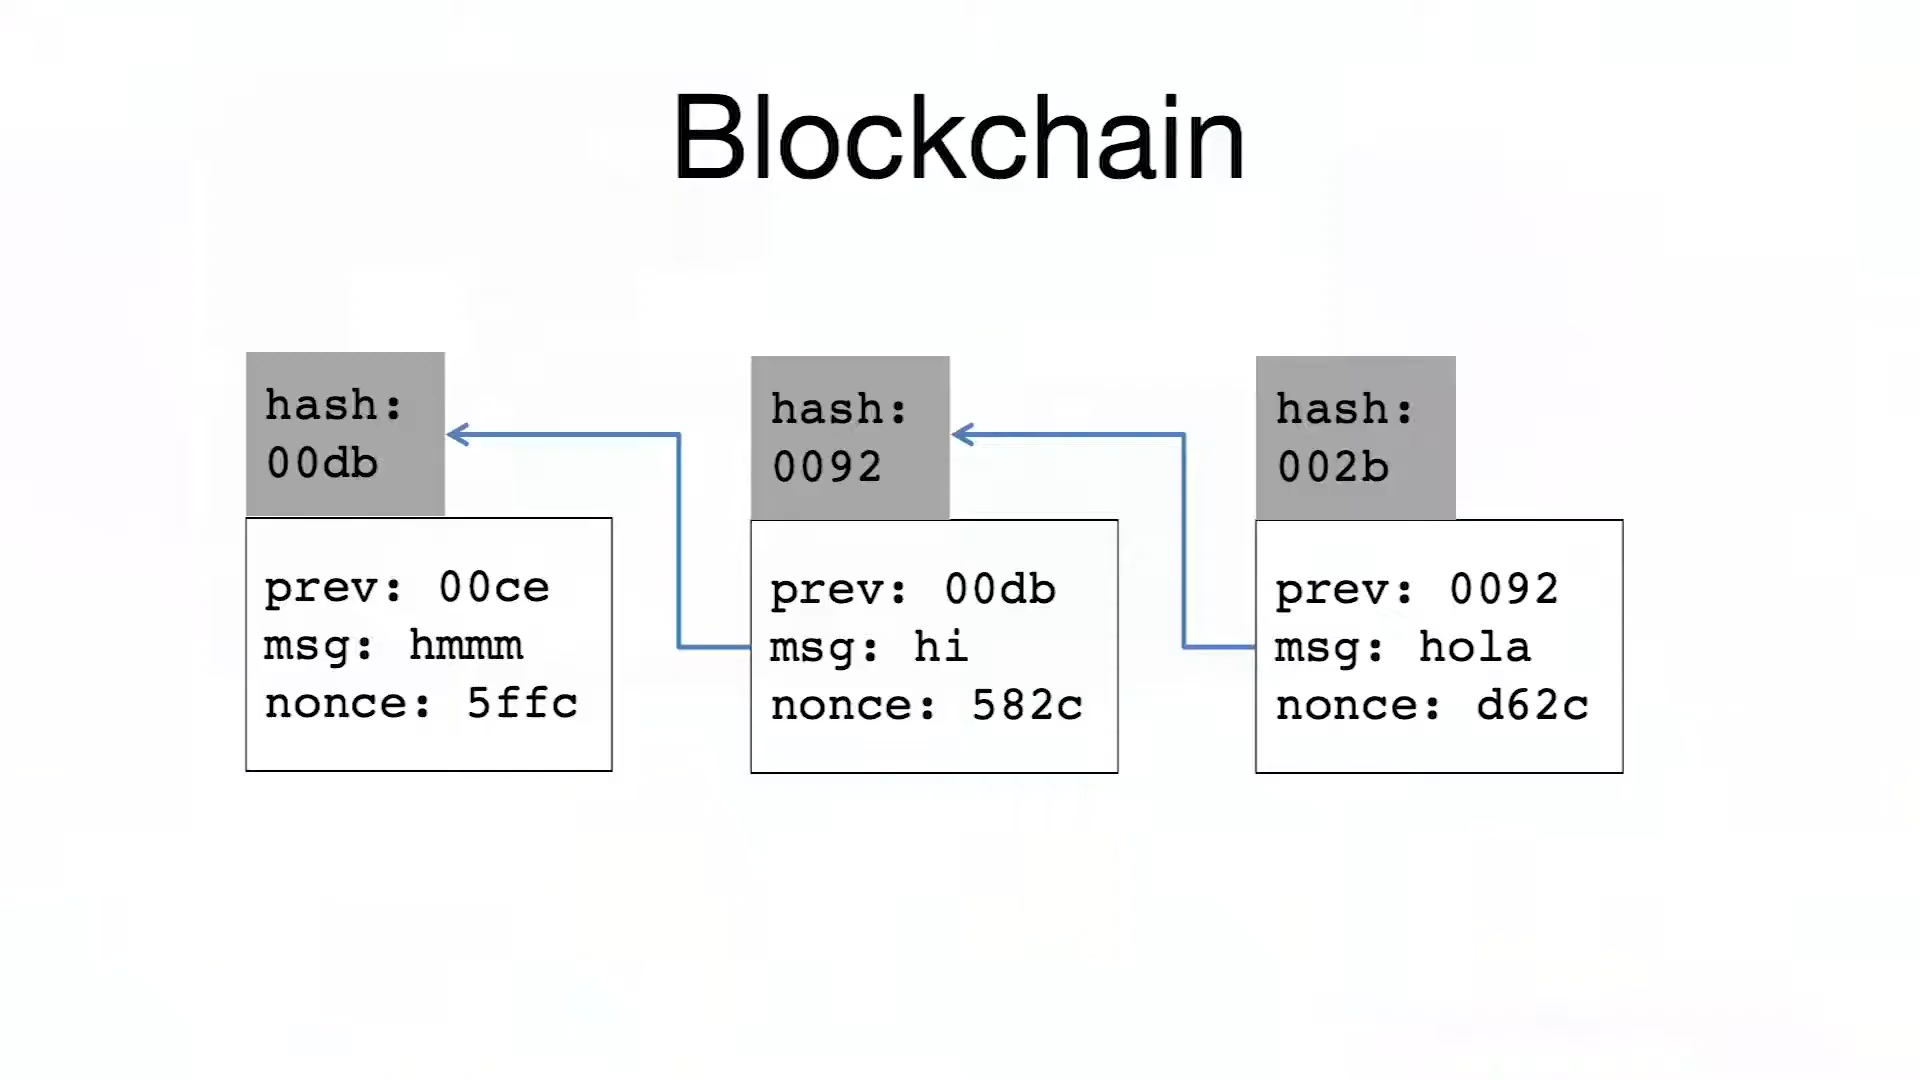 Blockchain
hash:
00db
prev: 00ce
msg: hmmm
nonce: 5ffc
hash:
0092
prev: 00db
msg: hi
nonce: 582c
hash:
002b
prev: 0092
msg: hola
nonce: d62c